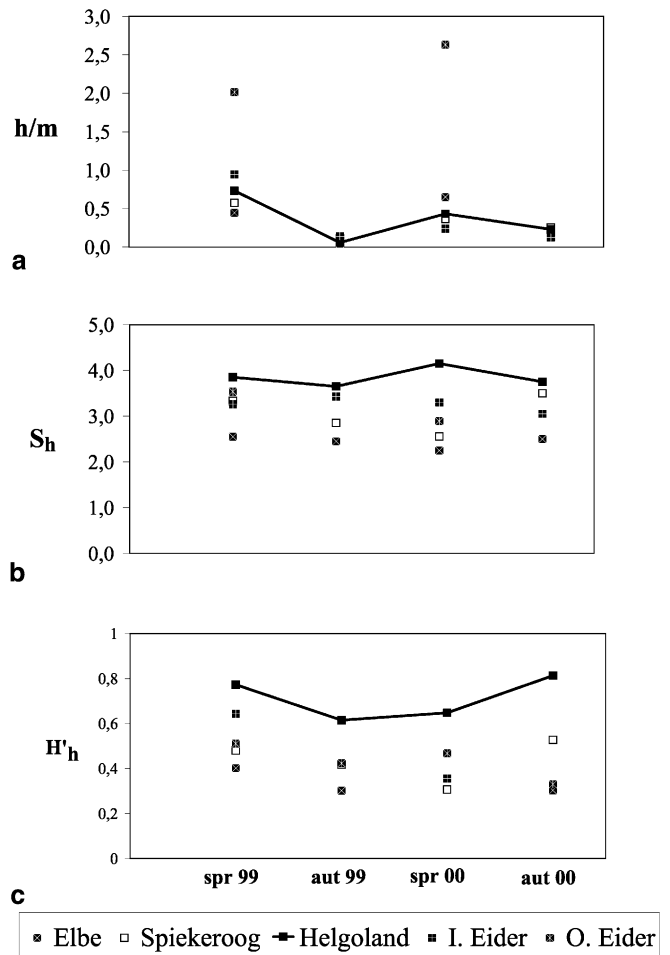 3,0
2,5
2,0
h/m
1,5
1,0
0,5
0,0
a
5,0
4,0
3,0
Sh
2,0
1,0
0,0
b
1
0,8
0,6
H'h
0,4
0,2
0
spr 99 aut 99 spr 00 aut 00
c
Elbe Spiekeroog Helgoland I. Eider O. Eider